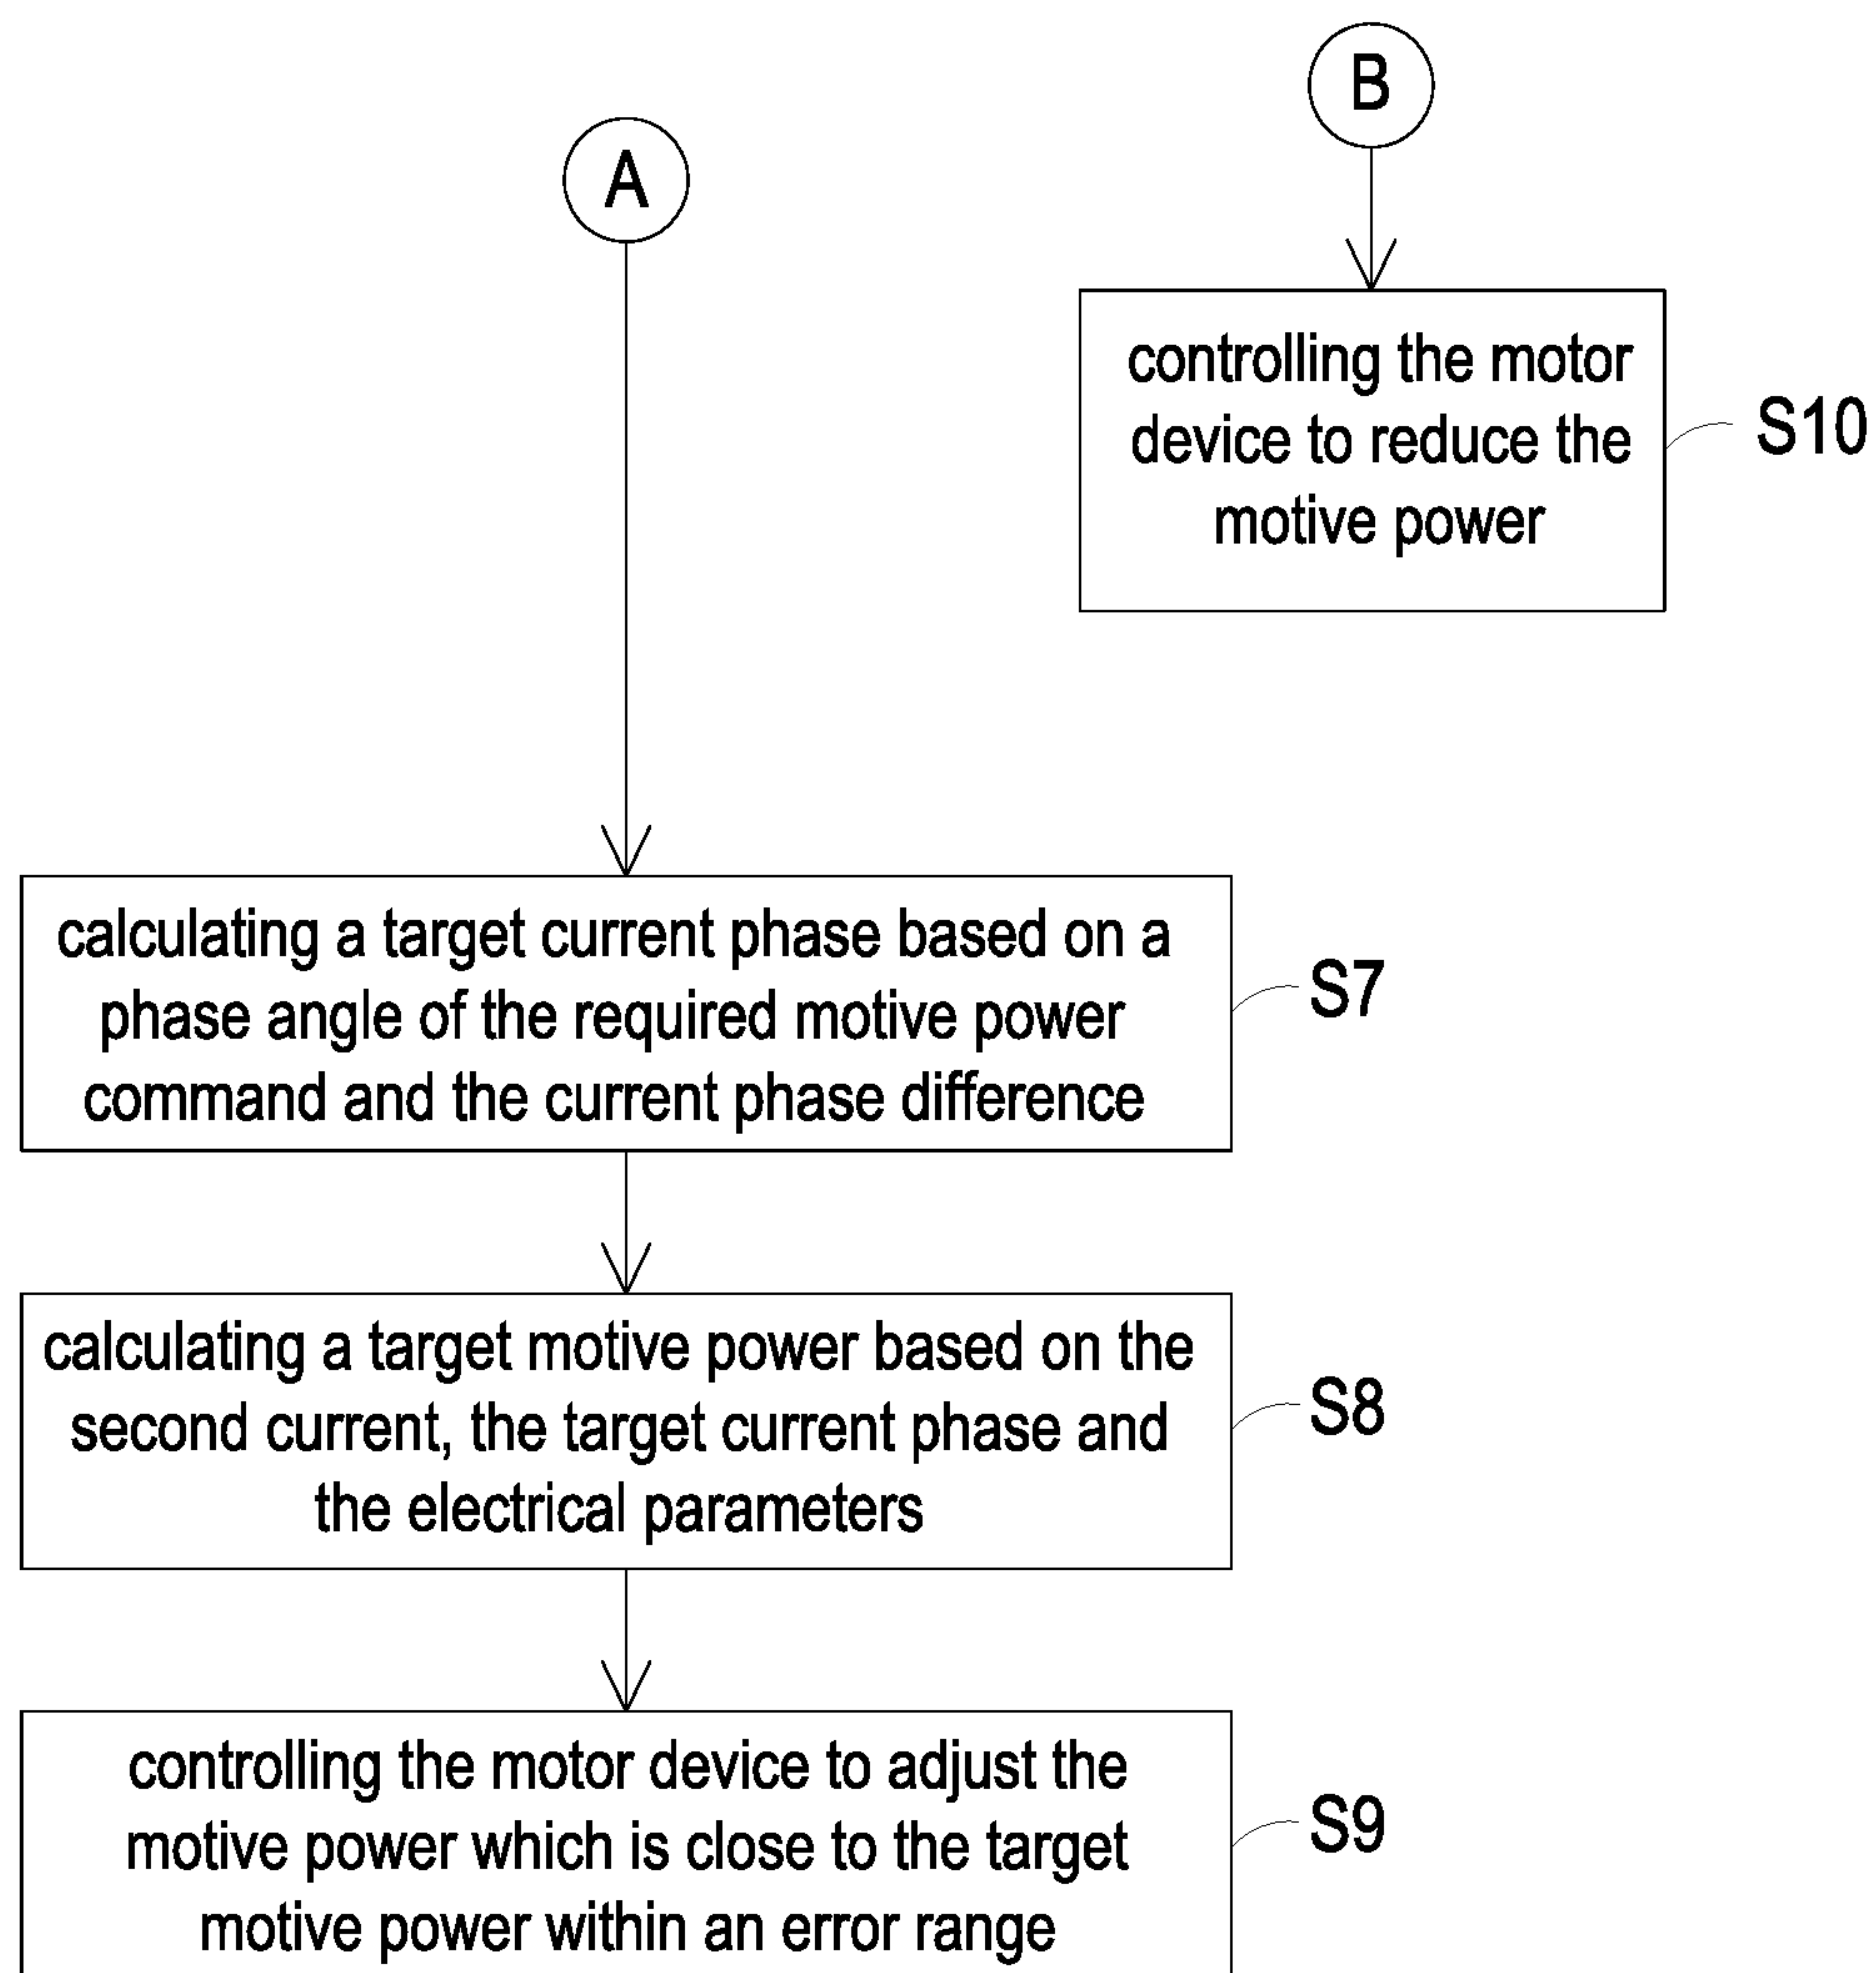 B
A
controlling the motor
device to reduce the
motive power
S10
calculating a target current phase based on a
phase angle of the required motive power
command and the current phase difference
S7
calculating a target motive power based on the
second current, the target current phase and
the electrical parameters
S8
controlling the motor device to adjust the
motive power which is close to the target
motive power within an error range
S9